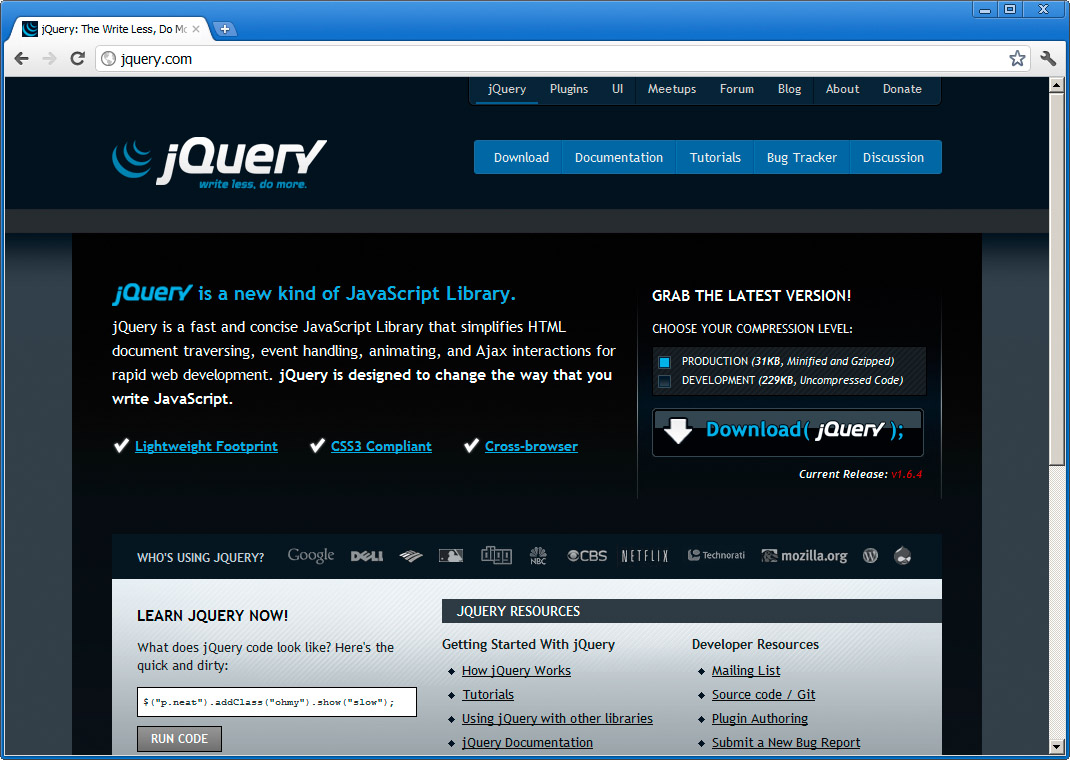 jQuery: The Write Less, Do Mo
jquery.com
jQuery Plugins UI Meetups Forum Blog About Donate
jQuery
write less, do more.
Download Documentation Tutorials Bug Tracker Discussion
jQuery is a new kind of JavaScript Library.
jQuery is a fast and concise JavaScript Library that simplifies HTML
document traversing, event handling, animating, and Ajax interactions for
rapid web development. jQuery is designed to change the way that you
write JavaScript.
Lightweight Footprint CSS3 Compliant Cross-browser
GRAB THE LATEST VERSION!
CHOOSE YOUR COMPRESSION LEVEL:
PRODUCTION (31KB, Minified and Gzipped)
DEVELOPMENT (229KB, Uncompressed Code)
Download( jQuery );
Current Release: v1.6.4
WHO'S USING JQUERY? Google DELL NBC CBS NETFLIX Technorati mozilla.org
LEARN JQUERY NOW!
What does jQuery code look like? Here's the
quick and dirty:
$("p.neat").addClass("ohmy").show("slow");
RUN CODE
JQUERY RESOURCES
Getting Started With jQuery
How jQuery Works
Tutorials
Using jQuery with other libraries
jQuery Documentation
Developer Resources
Mailing List
Source code / Git
Plugin Authoring
Submit a New Bug Report